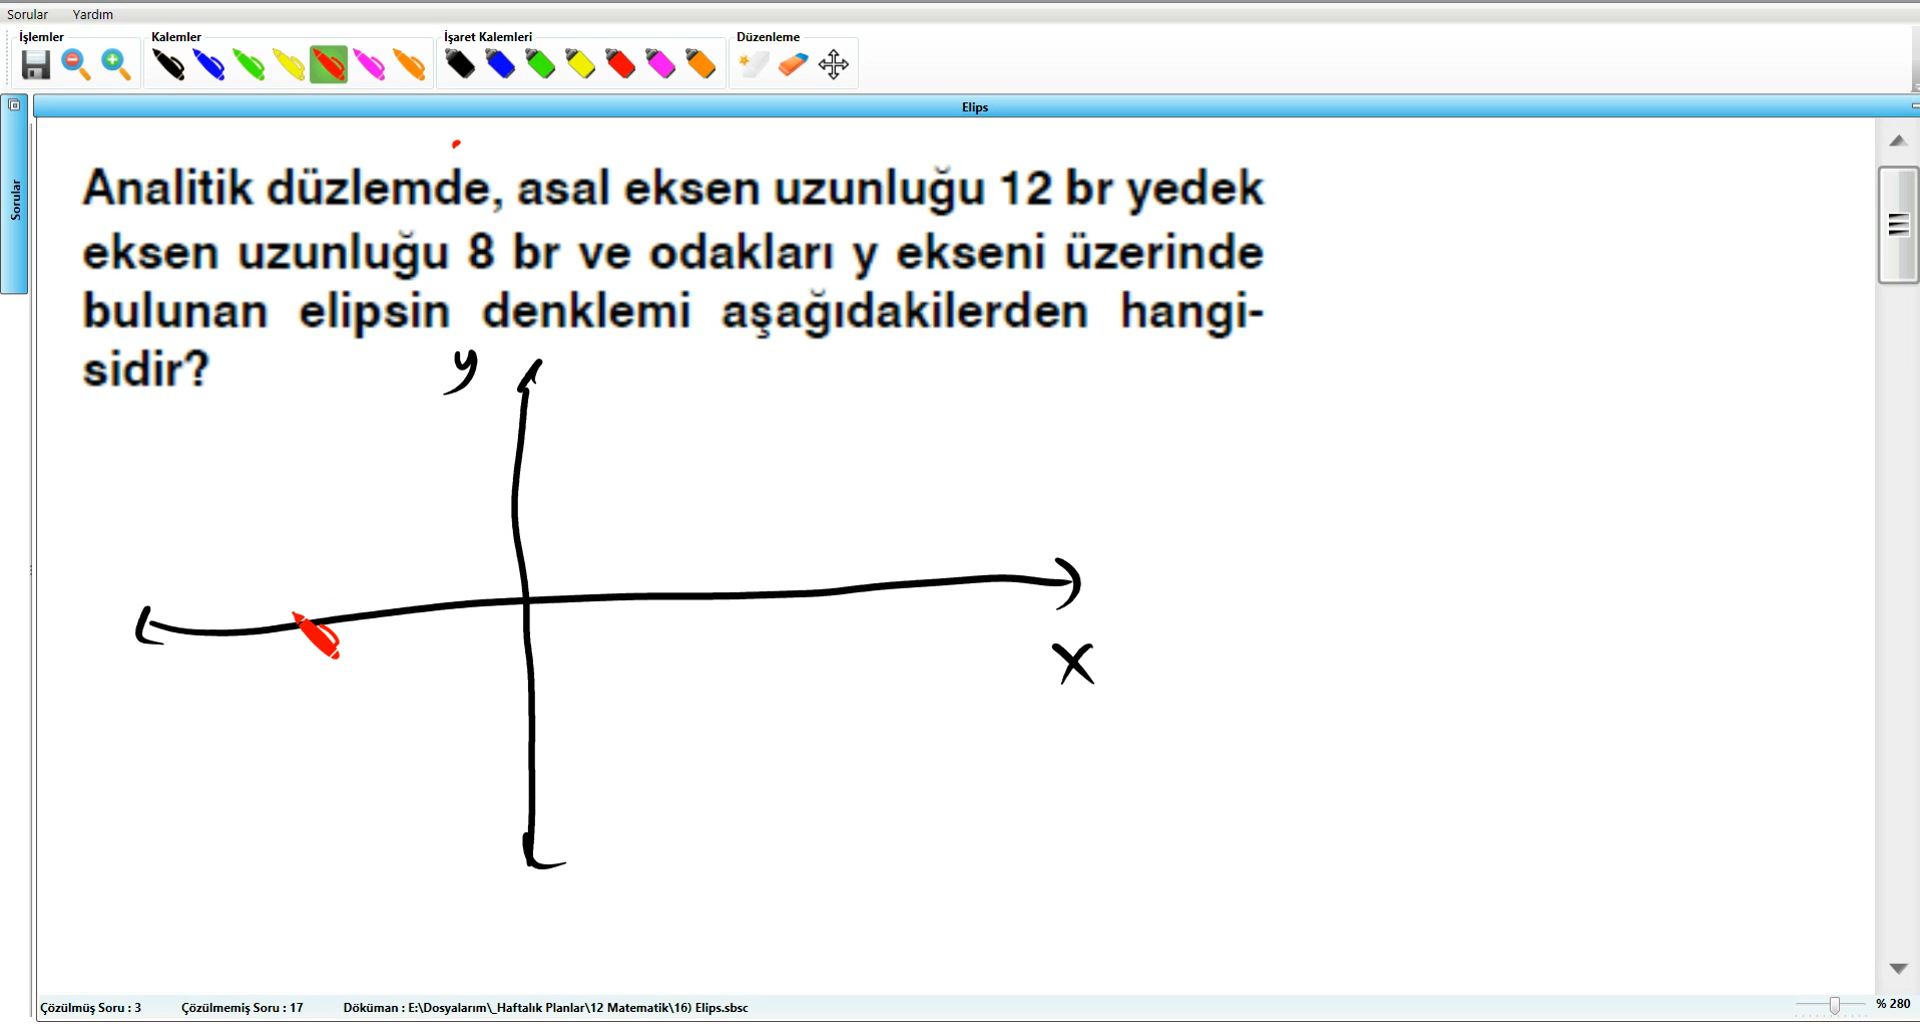 Sorular Yardım
İşlemler Kalemler İşaret Kalemleri Düzenleme
Elips
Sorular
Analitik düzlemde, asal eksen uzunluğu 12 br yedek
eksen uzunluğu 8 br ve odakları y ekseni üzerinde
bulunan elipsin denklemi aşağıdakilerden hangi-
sidir?
y
x
Çözülmüş Soru : 3 Çözülmemiş Soru : 17 Döküman : E:\Dosyalarım\_Haftalık Planlar\12 Matematik\16) Elips.sbsc % 280